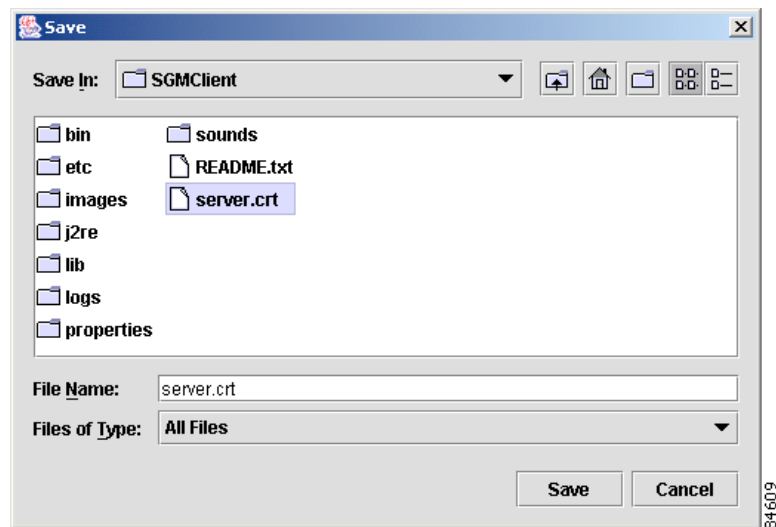 Save
Save In: SGMClient
bin
etc
images
j2re
lib
logs
properties
sounds
README.txt
server.crt
File Name: server.crt
Files of Type: All Files
Save Cancel
84609